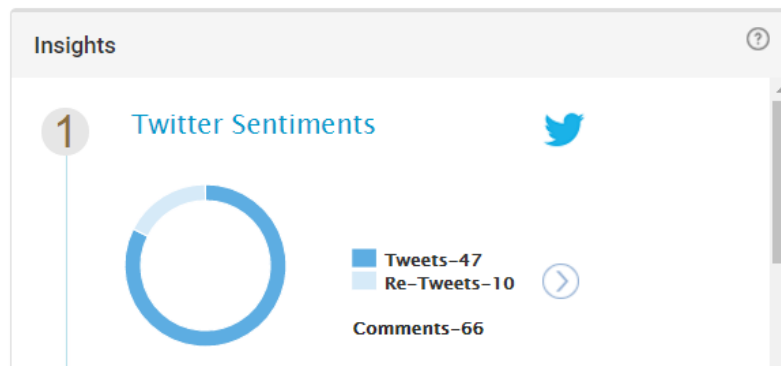 Insights
?
1
Twitter Sentiments
Tweets-47
Re-Tweets-10
Comments-66